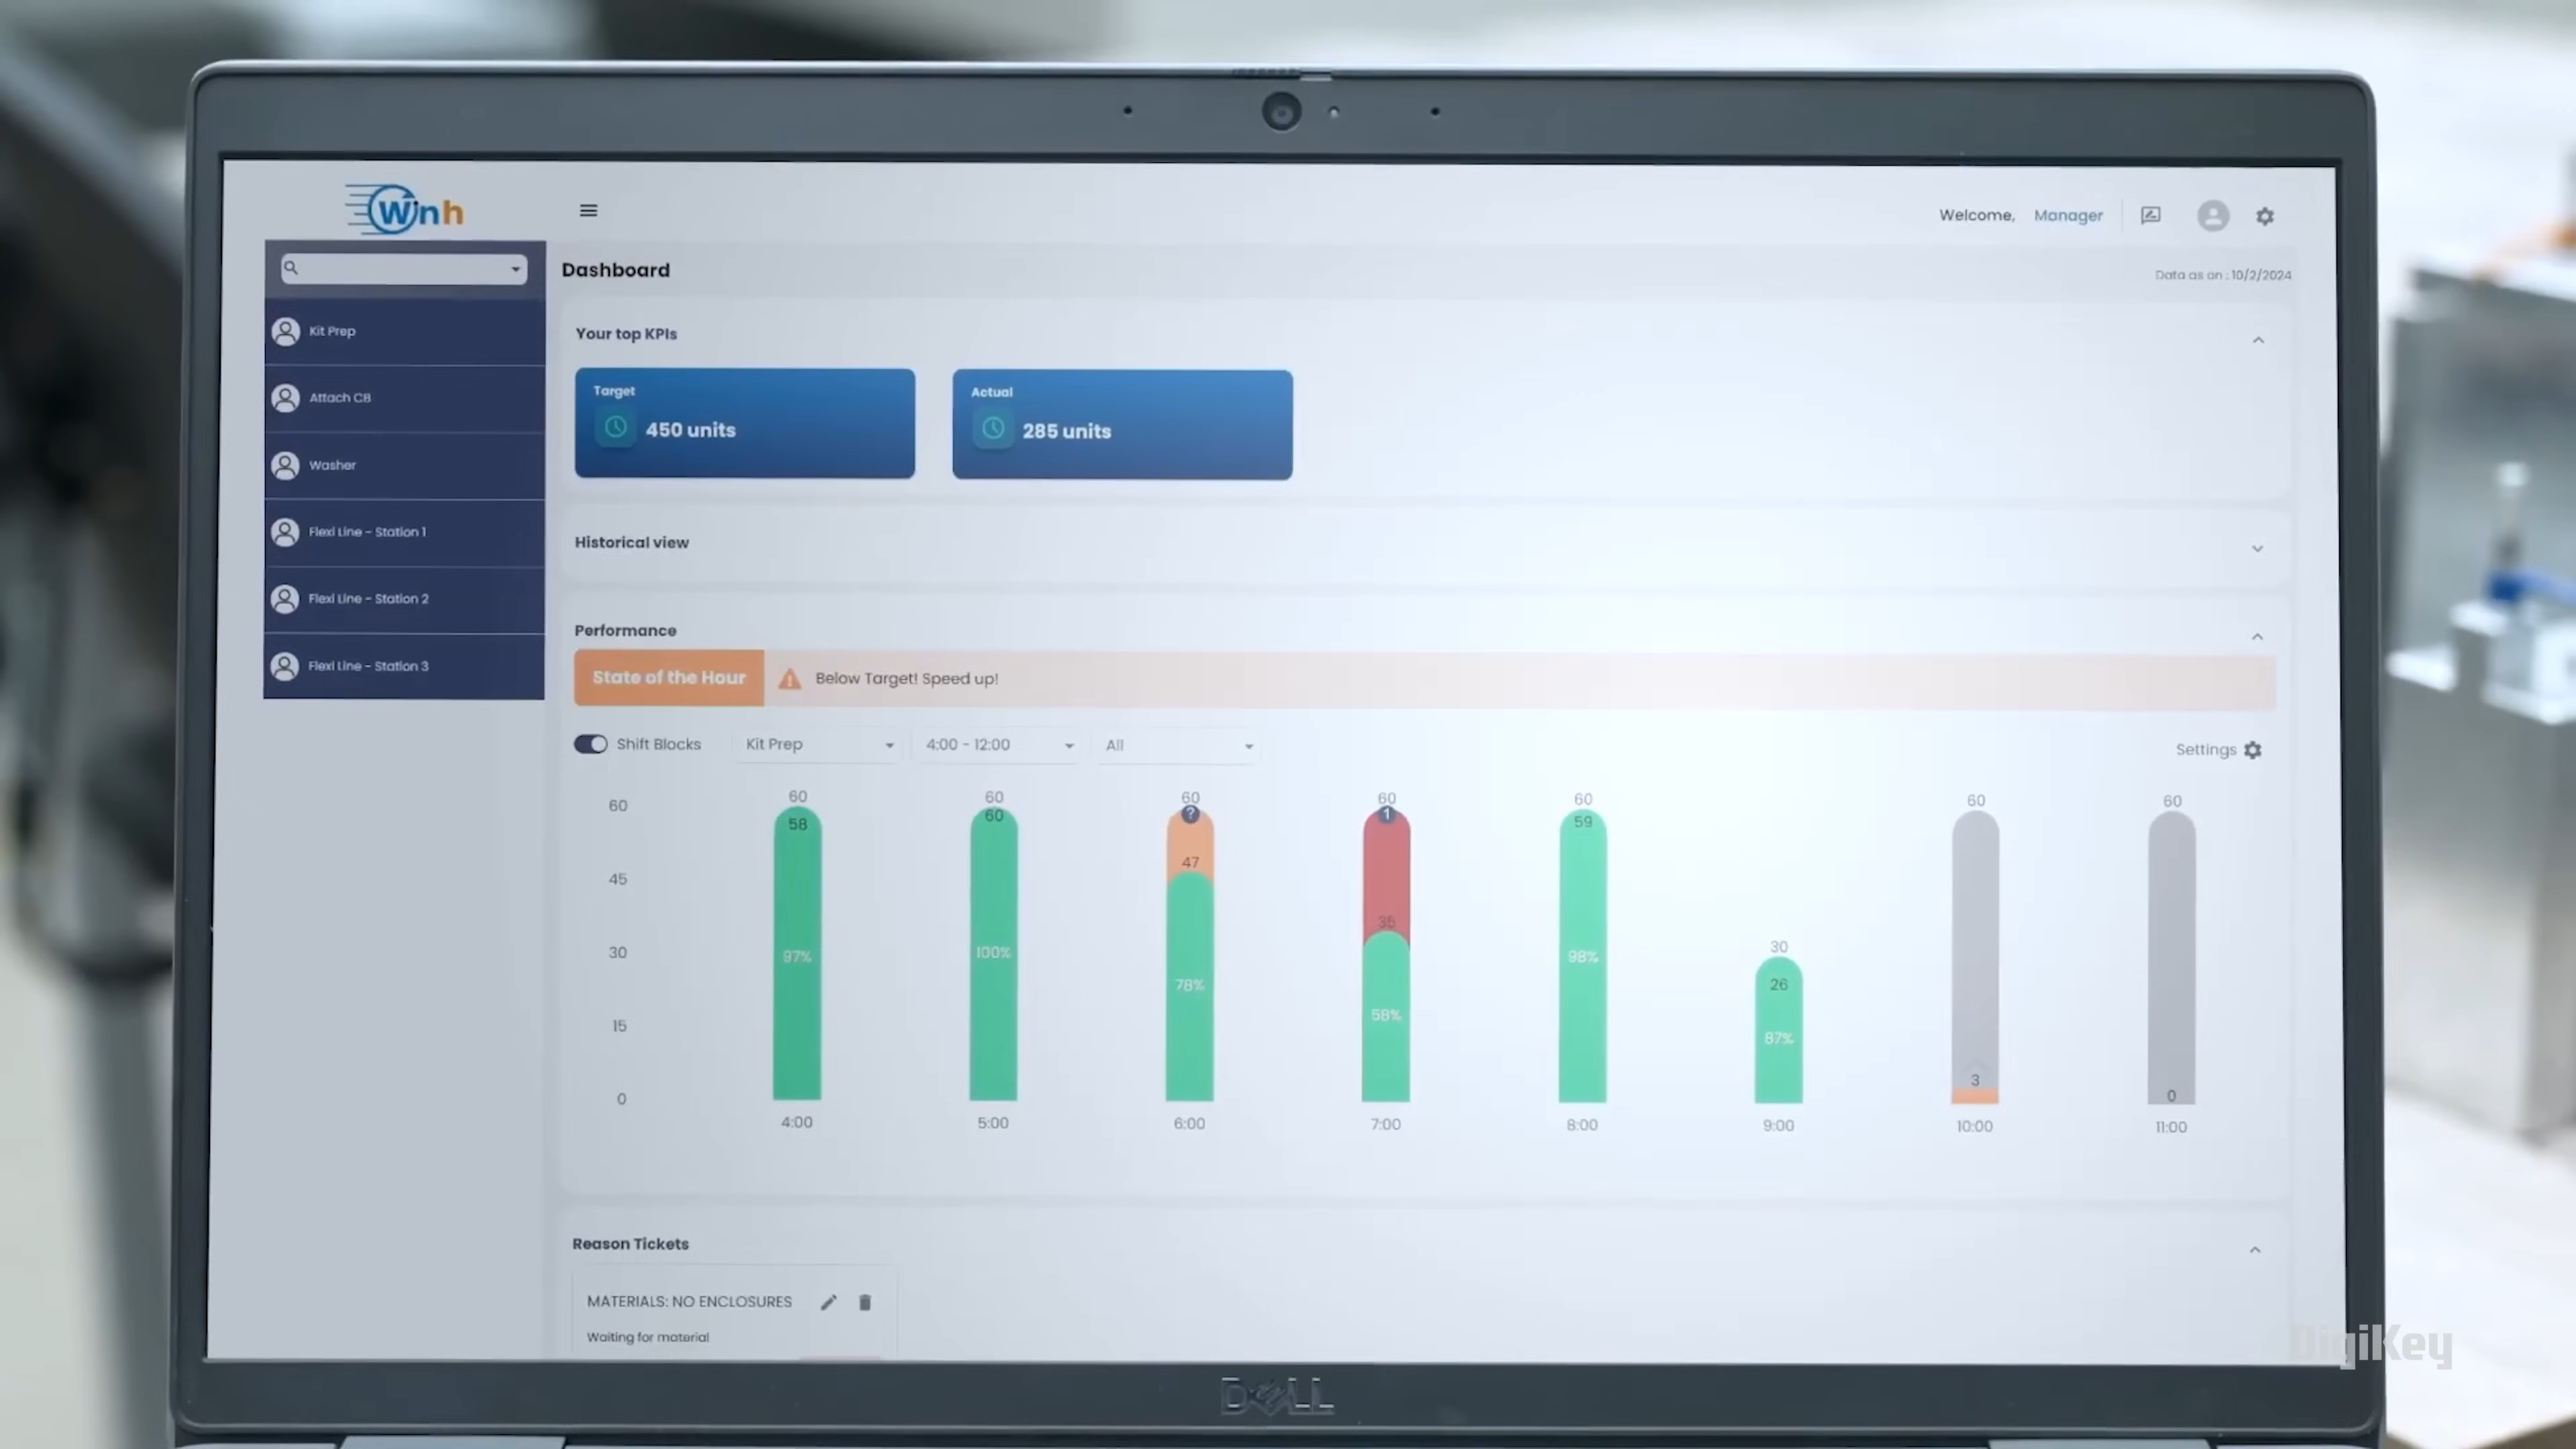 Winh
Welcome, Manager
Dashboard
Data as on : 10/2/2024
Kit Prep
Attach CB
Washer
Flexi Line - Station 1
Flexi Line - Station 2
Flexi Line - Station 3
Your top KPIs
Target
450 units
Actual
285 units
Historical view
Performance
State of the Hour
Below Target! Speed up!
Shift Blocks
Kit Prep
4:00 - 12:00
All
Settings
60
45
30
15
0
60 60 60 60 60 30 60 60
58 60 ? 47 1 35 59 26 3 0
97% 100% 78% 58% 98% 87%
4:00 5:00 6:00 7:00 8:00 9:00 10:00 11:00
Reason Tickets
MATERIALS: NO ENCLOSURES
Waiting for material
DELL
DigiKey